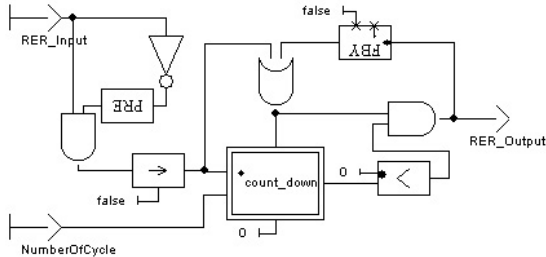 false
RER_Input
FBY
PRE
RER_Output
0
<
count_down
false
0
NumberOfCycle